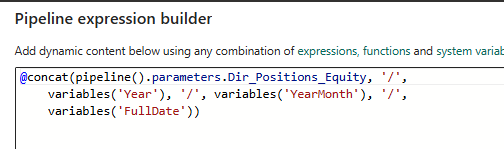 Pipeline expression builder
Add dynamic content below using any combination of expressions, functions and system
@concat(pipeline().parameters.Dir_Positions_Equity, '/',
variables('Year'), '/', variables('YearMonth'), '/',
variables('FullDate'))